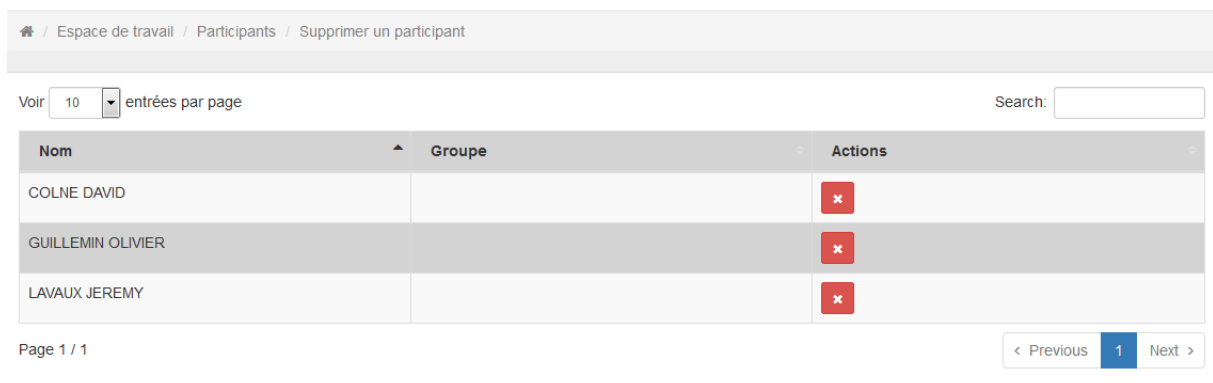 / Espace de travail / Participants / Supprimer un participant
Voir 10 entrées par page Search:
Nom Groupe Actions
COLNE DAVID
GUILLEMIN OLIVIER
LAVAUX JEREMY
Page 1 / 1 < Previous 1 Next >